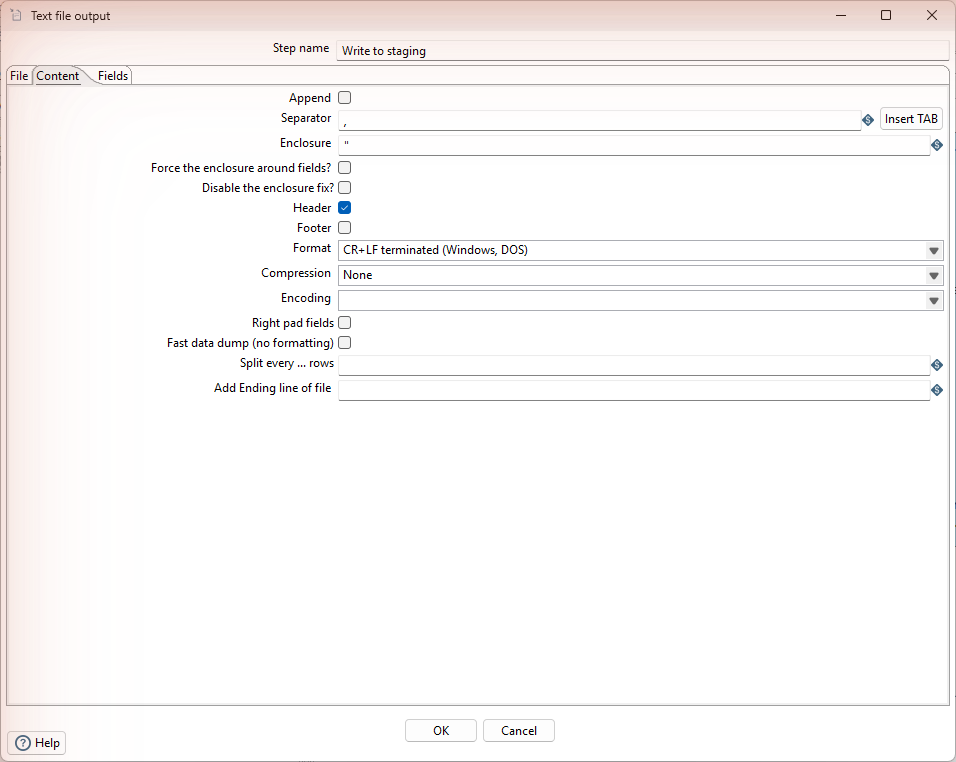 Text file output
Step name Write to staging
File Content Fields
Append
Separator , Insert TAB
Enclosure "
Force the enclosure around fields?
Disable the enclosure fix?
Header
Footer
Format CR+LF terminated (Windows, DOS)
Compression None
Encoding
Right pad fields
Fast data dump (no formatting)
Split every ... rows
Add Ending line of file
OK Cancel
Help